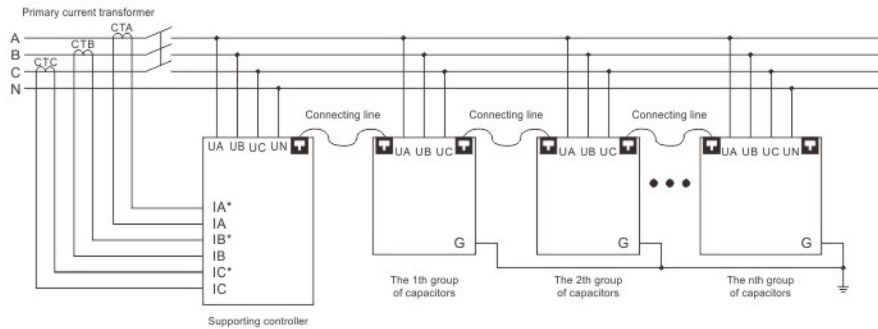 Primary current transformer
A
B
C
N
CTA
CTB
CTC
Connecting line
Connecting line
Connecting line
UA UB UC UN
UA UB UC
UA UB UC
UA UB UC UN
IA*
IA
IB*
IB
IC*
IC
G
G
G
The 1th group
of capacitors
The 2th group
of capacitors
The nth group
of capacitors
Supporting controller